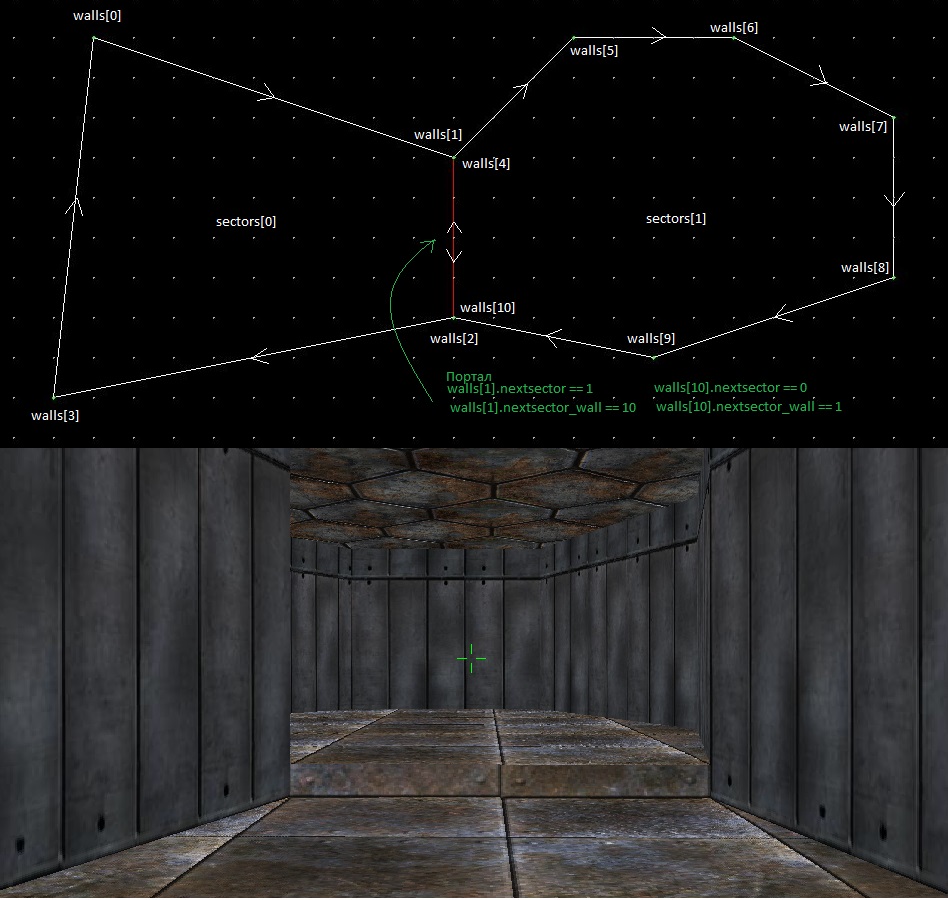 walls[0]
walls[6]
walls[5]
walls[7]
walls[1]
walls[4]
sectors[0]
sectors[1]
walls[8]
walls[10]
walls[2]
walls[9]
Портал
walls[1].nextsector == 1
walls[10].nextsector == 0
walls[1].nextsector_wall == 10
walls[10].nextsector_wall == 1
walls[3]